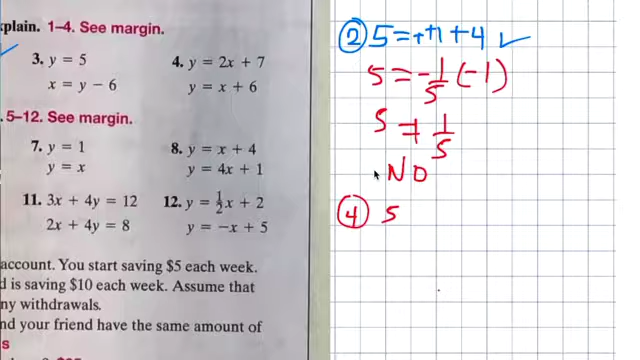 xplain. 1–4. See margin.
3. y = 5
x = y − 6
4. y = 2x + 7
y = x + 6
5–12. See margin.
7. y = 1
y = x
8. y = x + 4
y = 4x + 1
11. 3x + 4y = 12
2x + 4y = 8
12. y = 1/2 x + 2
y = −x + 5
account. You start saving $5 each week.
d is saving $10 each week. Assume that
ny withdrawals.
nd your friend have the same amount of
s
② 5 = ++1 + 4 ✓
5 = −1/5 (−1)
5 ≠ 1/5
NO
④ 5